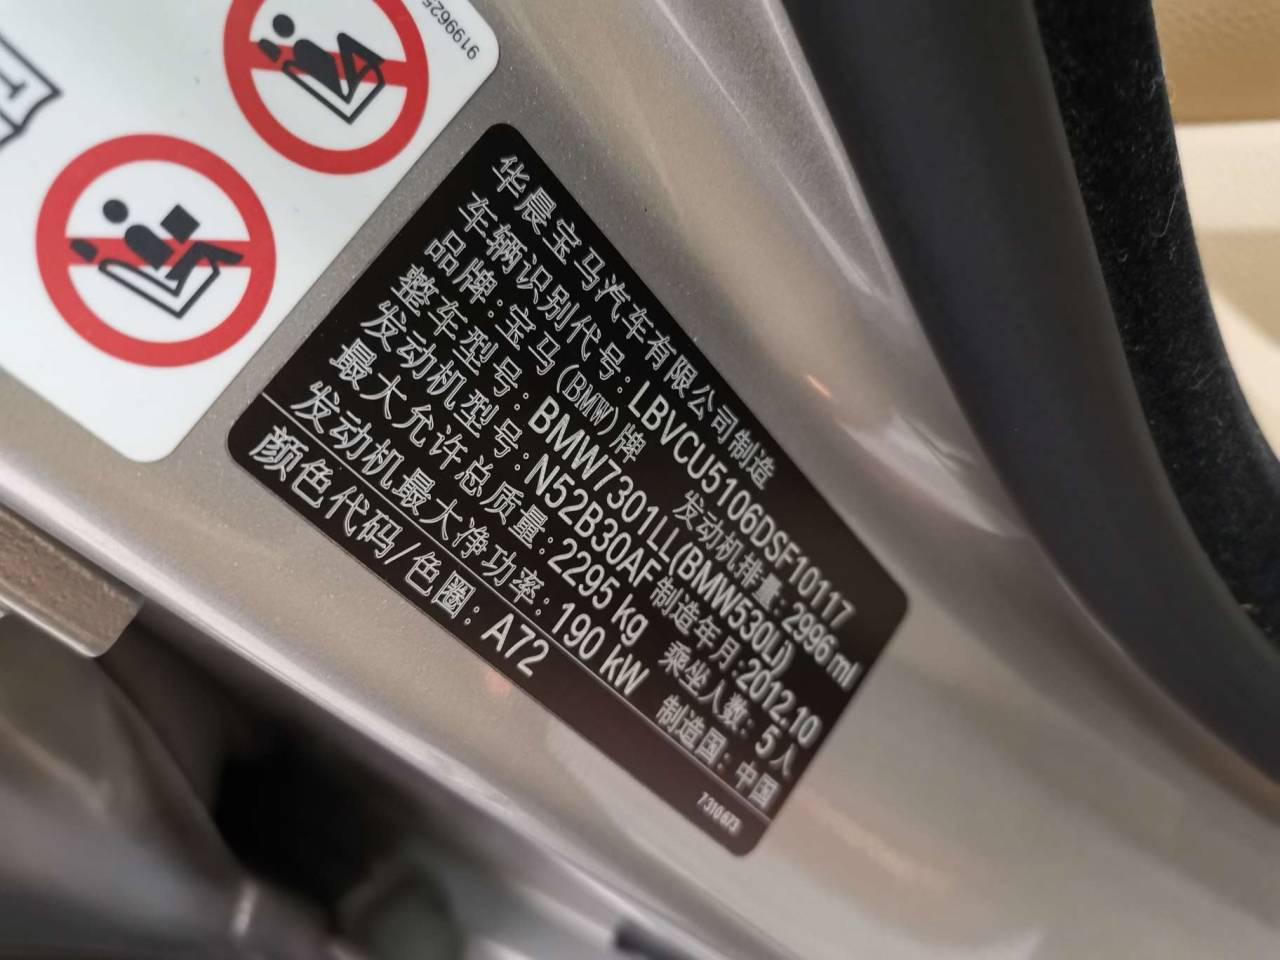 9199625
华晨宝马汽车有限公司制造
车辆识别代号: LBVCU5106DSF10117
品牌: 宝马(BMW)牌 发动机排量: 2996 ml
整车型号: BMW7301LL(BMW530Li)
发动机型号: N52B30AF 制造年月: 2012.10
最大允许总质量: 2295 kg 乘坐人数: 5人
发动机最大净功率: 190 kW 制造国: 中国
颜色代码/色圈: A72
7 310 673